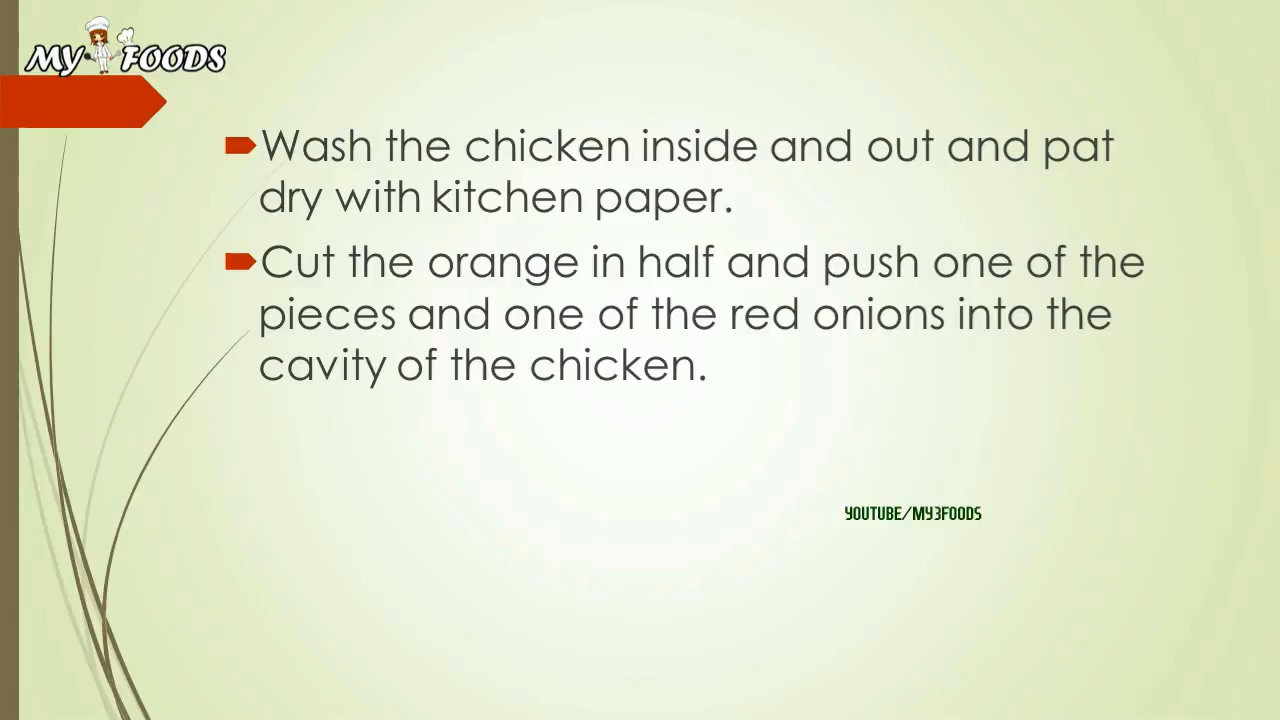 MY FOODS
Wash the chicken inside and out and pat
dry with kitchen paper.
Cut the orange in half and push one of the
pieces and one of the red onions into the
cavity of the chicken.
YOUTUBE/MY3FOODS